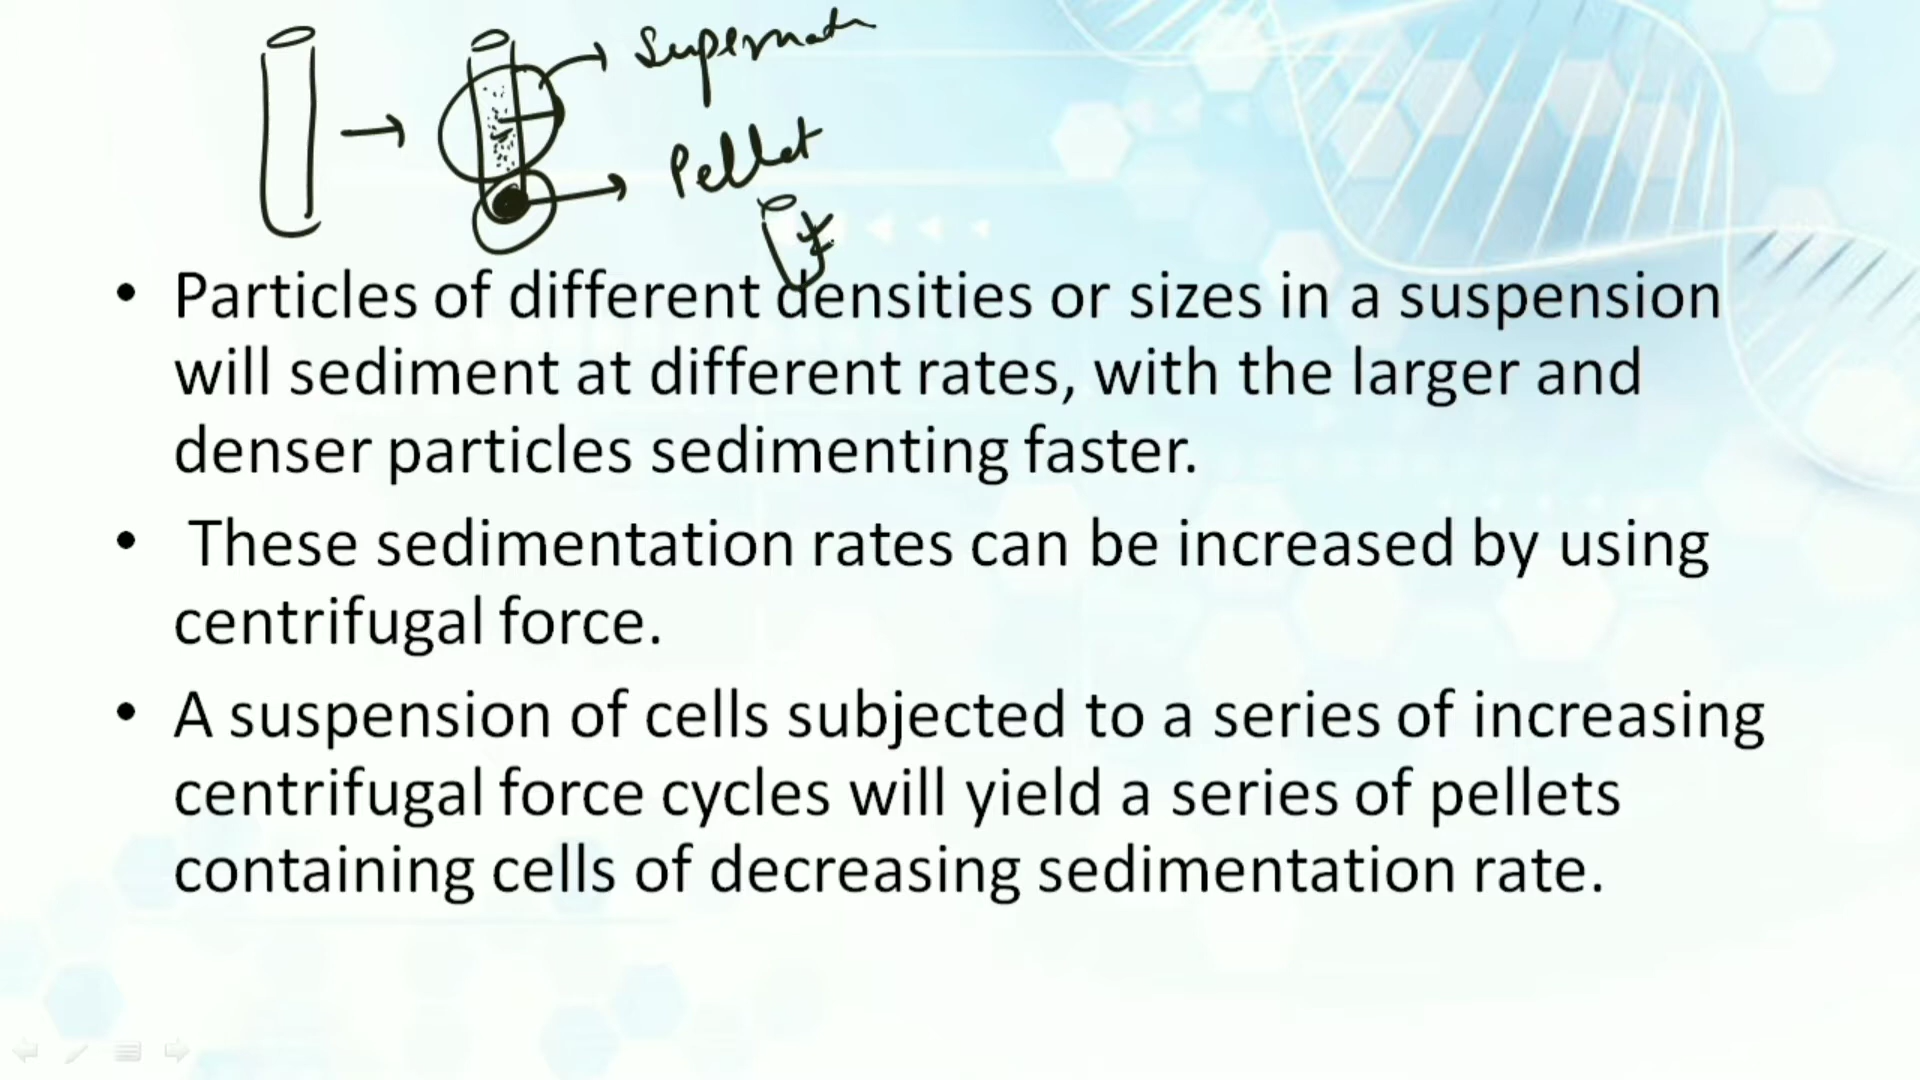 Supernat
Pellet
• Particles of different densities or sizes in a suspension
will sediment at different rates, with the larger and
denser particles sedimenting faster.
• These sedimentation rates can be increased by using
centrifugal force.
• A suspension of cells subjected to a series of increasing
centrifugal force cycles will yield a series of pellets
containing cells of decreasing sedimentation rate.